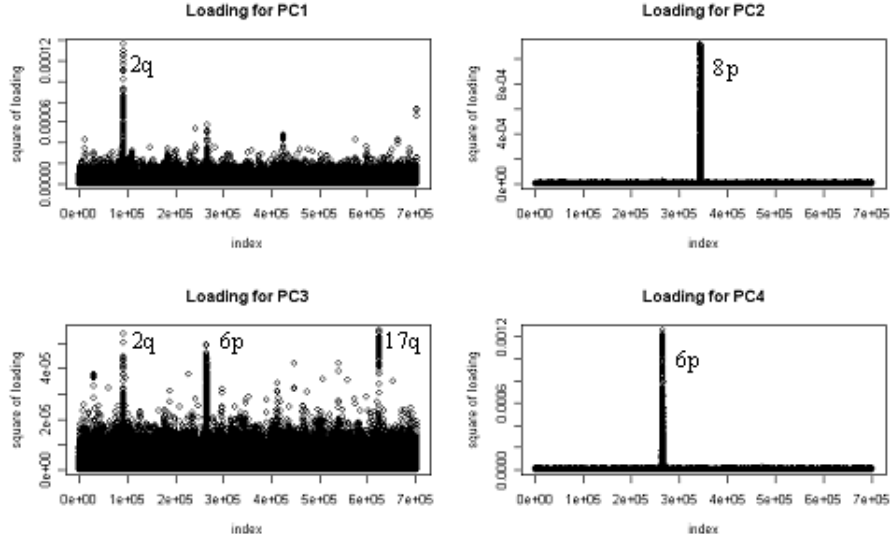 Loading for PC1
2q
square of loading
0.00000 0.00006 0.00012
0e+00 1e+05 2e+05 3e+05 4e+05 5e+05 6e+05 7e+05
index
Loading for PC2
8p
square of loading
0e+00 4e-04 8e-04
0e+00 1e+05 2e+05 3e+05 4e+05 5e+05 6e+05 7e+05
index
Loading for PC3
2q 6p 17q
square of loading
0e+00 2e-05 4e-05
0e+00 1e+05 2e+05 3e+05 4e+05 5e+05 6e+05 7e+05
index
Loading for PC4
6p
square of loading
0.0000 0.0006 0.0012
0e+00 1e+05 2e+05 3e+05 4e+05 5e+05 6e+05 7e+05
index